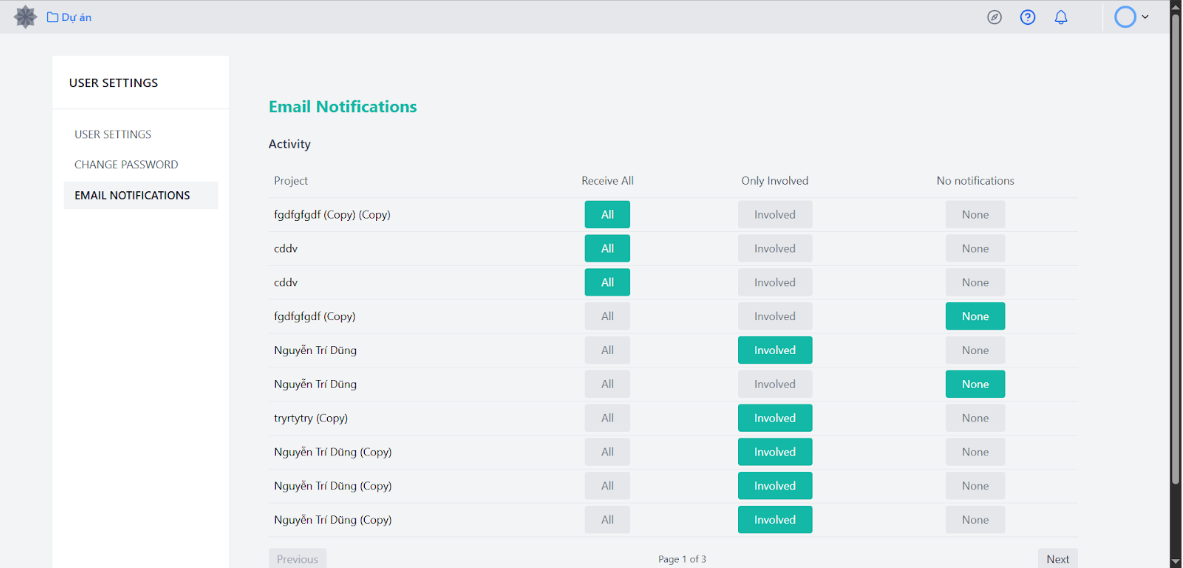 Dự án
USER SETTINGS
USER SETTINGS
CHANGE PASSWORD
EMAIL NOTIFICATIONS
Email Notifications
Activity
Project Receive All Only Involved No notifications
fgdfgfgdf (Copy) (Copy) All Involved None
cddv All Involved None
cddv All Involved None
fgdfgfgdf (Copy) All Involved None
Nguyễn Trí Dũng All Involved None
Nguyễn Trí Dũng All Involved None
tryrtytry (Copy) All Involved None
Nguyễn Trí Dũng (Copy) All Involved None
Nguyễn Trí Dũng (Copy) All Involved None
Nguyễn Trí Dũng (Copy) All Involved None
Previous Page 1 of 3 Next